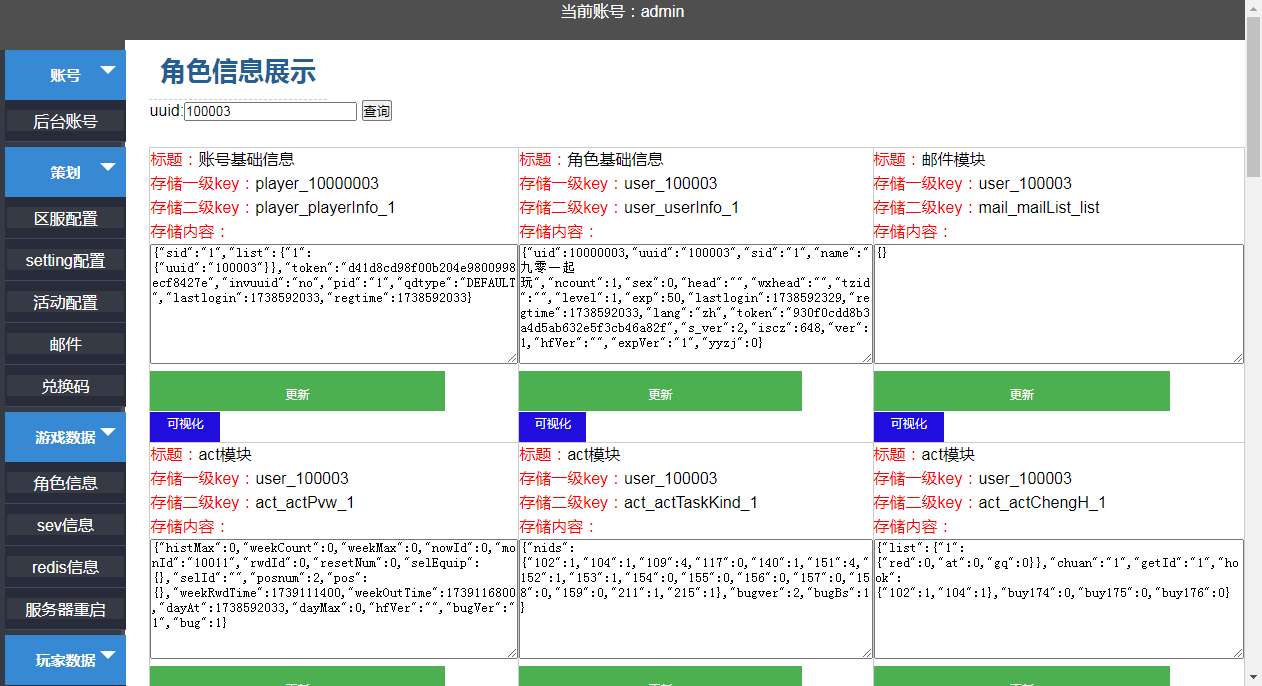 当前账号：admin
账号
后台账号
策划
区服配置
setting配置
活动配置
邮件
兑换码
游戏数据
角色信息
sev信息
redis信息
服务器重启
玩家数据
角色信息展示
uuid:100003 查询
标题：账号基础信息
存储一级key：player_10000003
存储二级key：player_playerInfo_1
存储内容：
{"sid":"1","list":{"1":
{"uuid":"100003"}},"token":"d41d8cd98f00b204e9800998
ecf8427e","invuuid":"no","pid":"1","qdtype":"DEFAULT
","lastlogin":1738592033,"regtime":1738592033}
更新
可视化
标题：角色基础信息
存储一级key：user_100003
存储二级key：user_userInfo_1
存储内容：
{"uid":10000003,"uuid":"100003","sid":"1","name":"
九零一起
玩","ncount":1,"sex":0,"head":"","wxhead":"","tzid
":"","level":1,"exp":50,"lastlogin":1738592329,"re
gtime":1738592033,"lang":"zh","token":"930f0cdd8b3
a4d5ab632e5f3cb46a82f","s_ver":2,"iscz":648,"ver":
1,"hfVer":"","expVer":"1","yyzj":0}
更新
可视化
标题：邮件模块
存储一级key：user_100003
存储二级key：mail_mailList_list
存储内容：
{}
更新
可视化
标题：act模块
存储一级key：user_100003
存储二级key：act_actPvw_1
存储内容：
{"histMax":0,"weekCount":0,"weekMax":0,"nowId":0,"mo
nId":"10011","rwdId":0,"resetNum":0,"selEquip":
{},"selId":"","posnum":2,"pos":
{},"weekRwdTime":1739111400,"weekOutTime":1739116800
,"dayAt":1738592033,"dayMax":0,"hfVer":"","bugVer":"
1","bug":1}
标题：act模块
存储一级key：user_100003
存储二级key：act_actTaskKind_1
存储内容：
{"nids":
{"102":1,"104":1,"109":4,"117":0,"140":1,"151":4,"
152":1,"153":1,"154":0,"155":0,"156":0,"157":0,"15
8":0,"159":0,"211":1,"215":1},"bugver":2,"bugBs":1
}
标题：act模块
存储一级key：user_100003
存储二级key：act_actChengH_1
存储内容：
{"list":{"1":
{"red":0,"at":0,"gq":0}},"chuan":"1","getId":"1","ho
ok":
{"102":1,"104":1},"buy174":0,"buy175":0,"buy176":0}